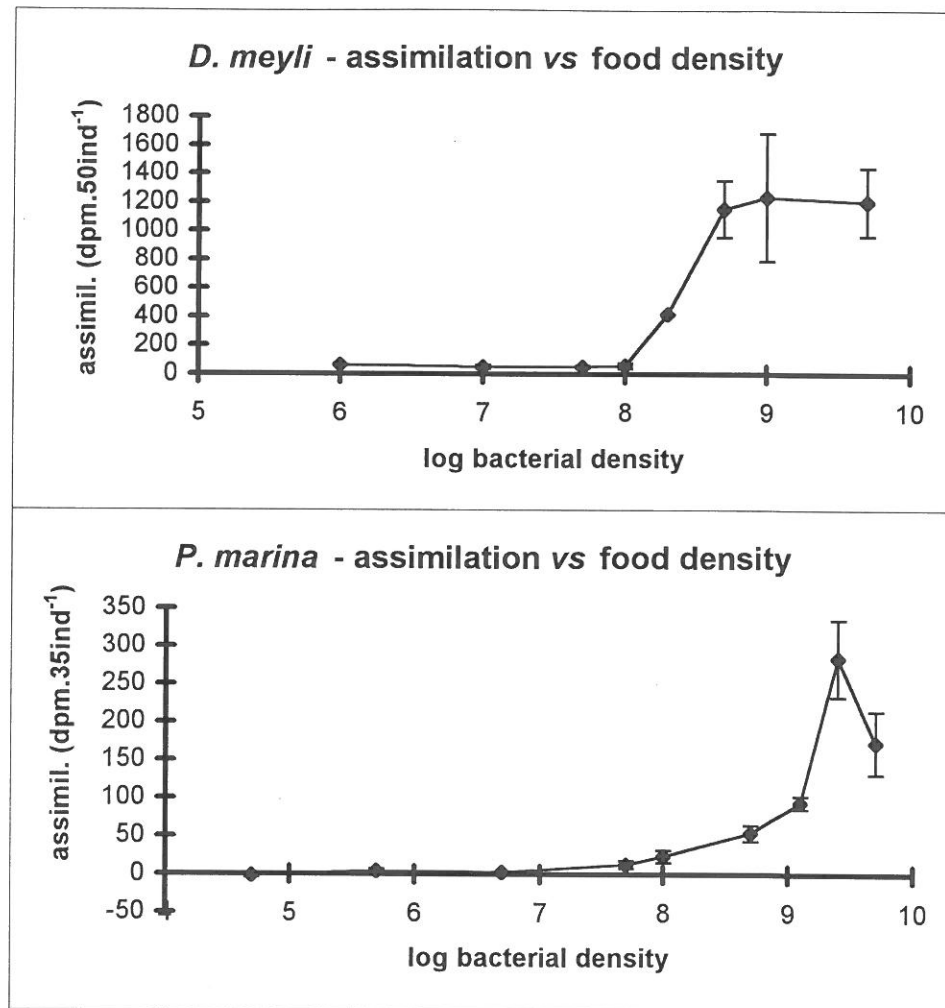 D. meyli - assimilation vs food density
assimil. (dpm.50ind⁻¹)
1800
1600
1400
1200
1000
800
600
400
200
0
5 6 7 8 9 10
log bacterial density
P. marina - assimilation vs food density
assimil. (dpm.35ind⁻¹)
350
300
250
200
150
100
50
0
-50
5 6 7 8 9 10
log bacterial density